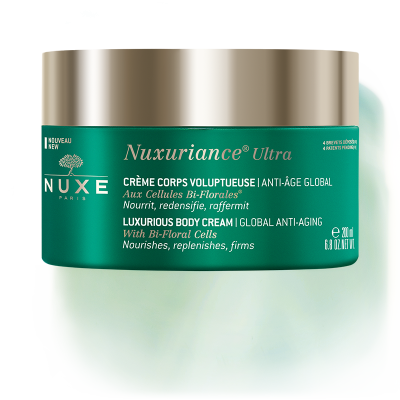 NOUVEAU
NEW
NUXE
PARIS
Nuxuriance® Ultra
CRÈME CORPS VOLUPTUEUSE | ANTI-ÂGE GLOBAL
Aux Cellules Bi-Florales®
Nourrit, redensifie, raffermit
LUXURIOUS BODY CREAM | GLOBAL ANTI-AGING
With Bi-Floral Cells
Nourishes, replenishes, firms
℮ 200 ml
6.9 OZ.NET WT.